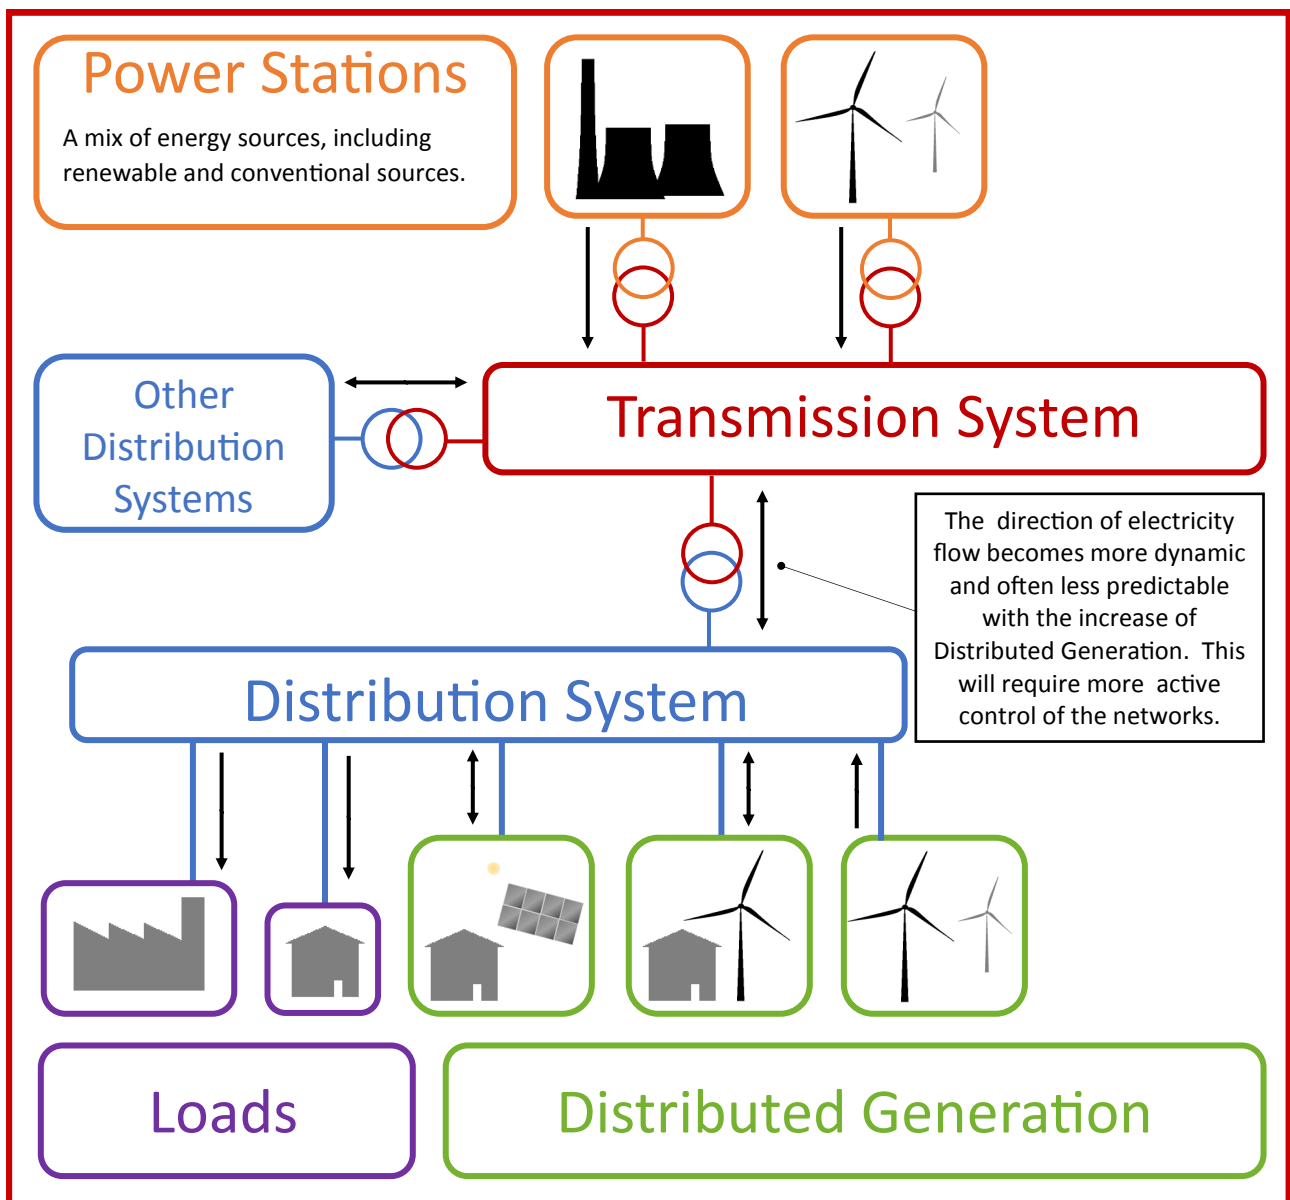 Power Stations
A mix of energy sources, including
renewable and conventional sources.
Other
Distribution
Systems
Transmission System
The  direction of electricity
flow becomes more dynamic
and often less predictable
with the increase of
Distributed Generation.  This
will require more  active
control of the networks.
Distribution System
Loads
Distributed Generation